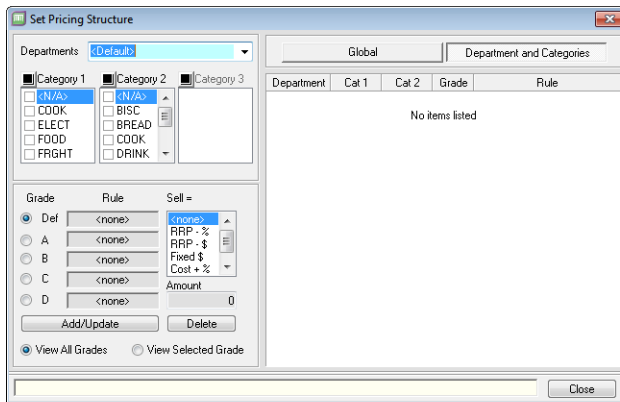 Set Pricing Structure
Departments <Default>
Category 1 Category 2 Category 3
<N/A>
COOK
ELECT
FOOD
FRGHT
<N/A>
BISC
BREAD
COOK
DRINK
Grade Rule Sell =
Def <none>
A <none>
B <none>
C <none>
D <none>
<none>
RRP - %
RRP - $
Fixed $
Cost + %
Amount
0
Add/Update Delete
View All Grades View Selected Grade
Global Department and Categories
Department Cat 1 Cat 2 Grade Rule
No items listed
Close